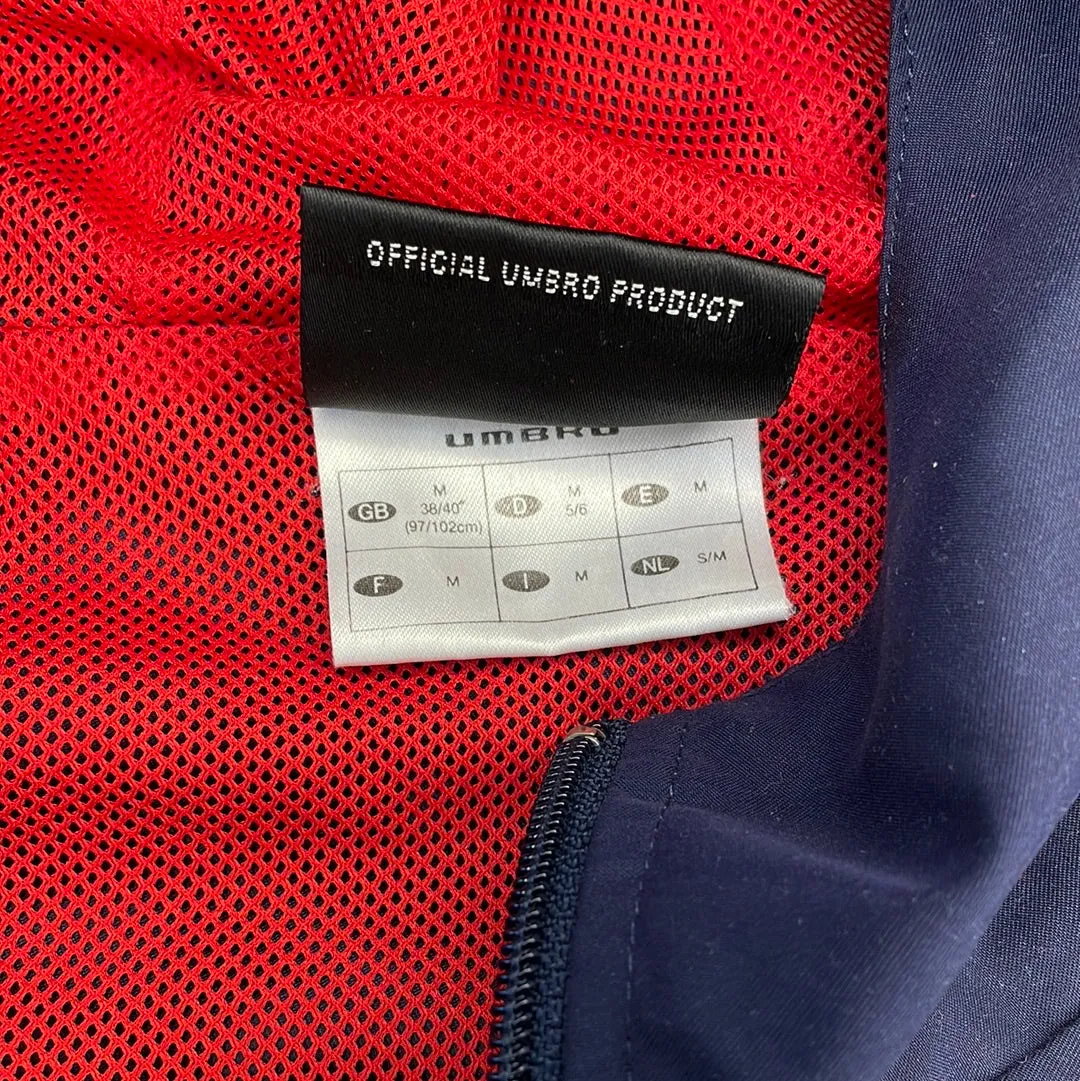 OFFICIAL UMBRO PRODUCT
UMBRO
GB M 38/40" (97/102cm)
D M 5/6
E M
F M
I M
NL S/M